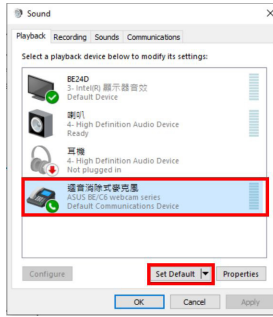 Sound
Playback Recording Sounds Communications
Select a playback device below to modify its settings:
BE24D
3- Intel(R) 顯示器音效
Default Device
喇叭
4- High Definition Audio Device
Ready
耳機
4- High Definition Audio Device
Not plugged in
迴音消除式麥克風
ASUS BE/C6 webcam series
Default Communications Device
Configure Set Default Properties
OK Cancel Apply